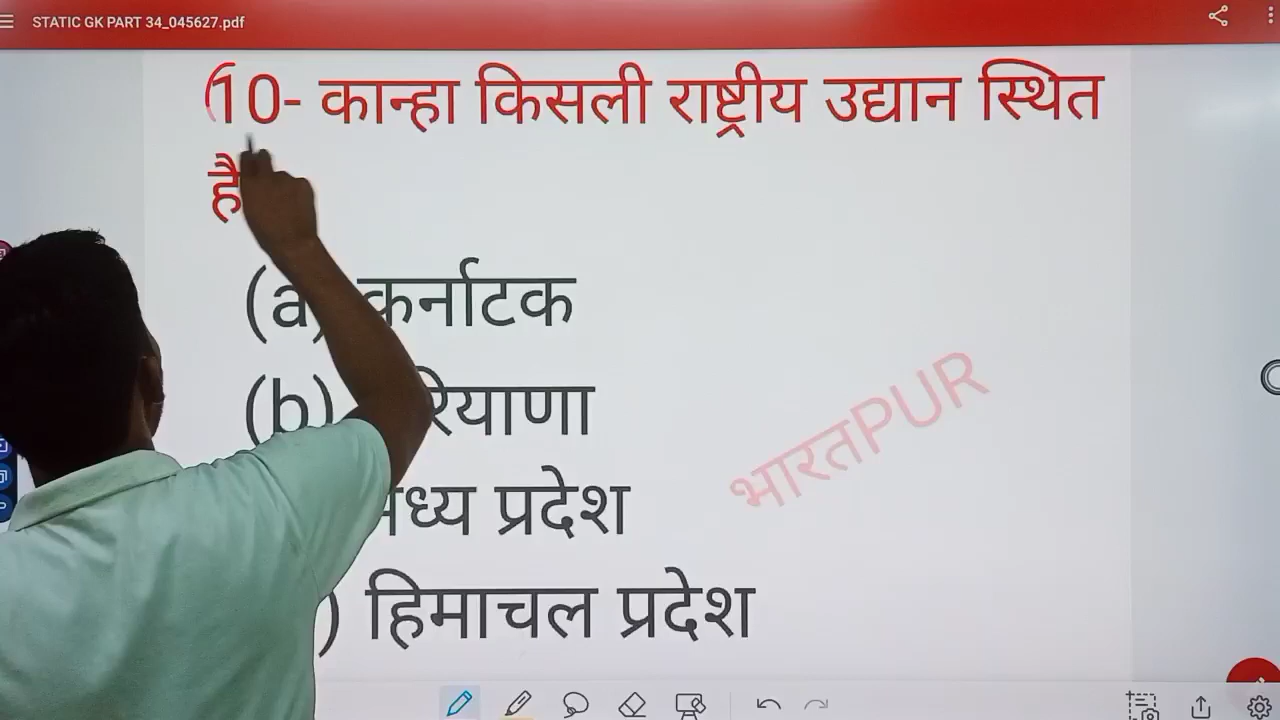 STATIC GK PART 34_045627.pdf
10- कान्हा किसली राष्ट्रीय उद्यान स्थित
है
(a) कर्नाटक
(b)
भारतPUR
प्रदेश
हिमाचल प्रदेश